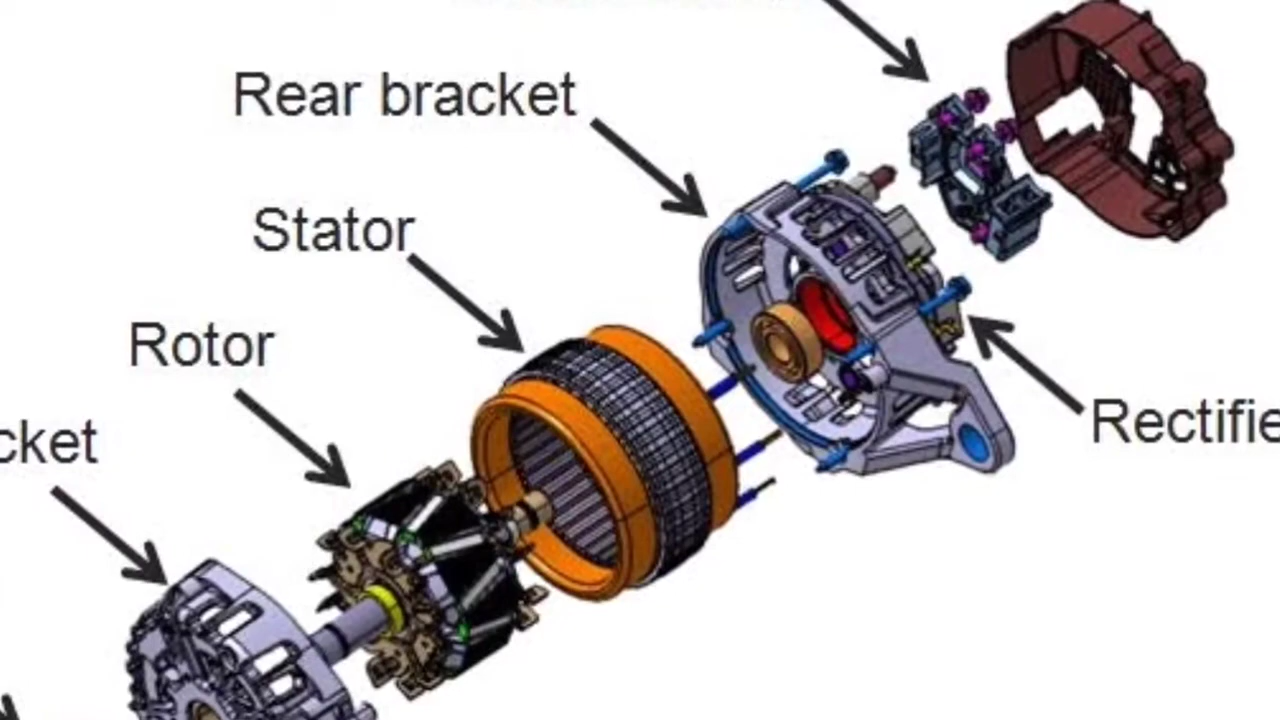 Rear bracket
Stator
Rotor
cket
Rectifie